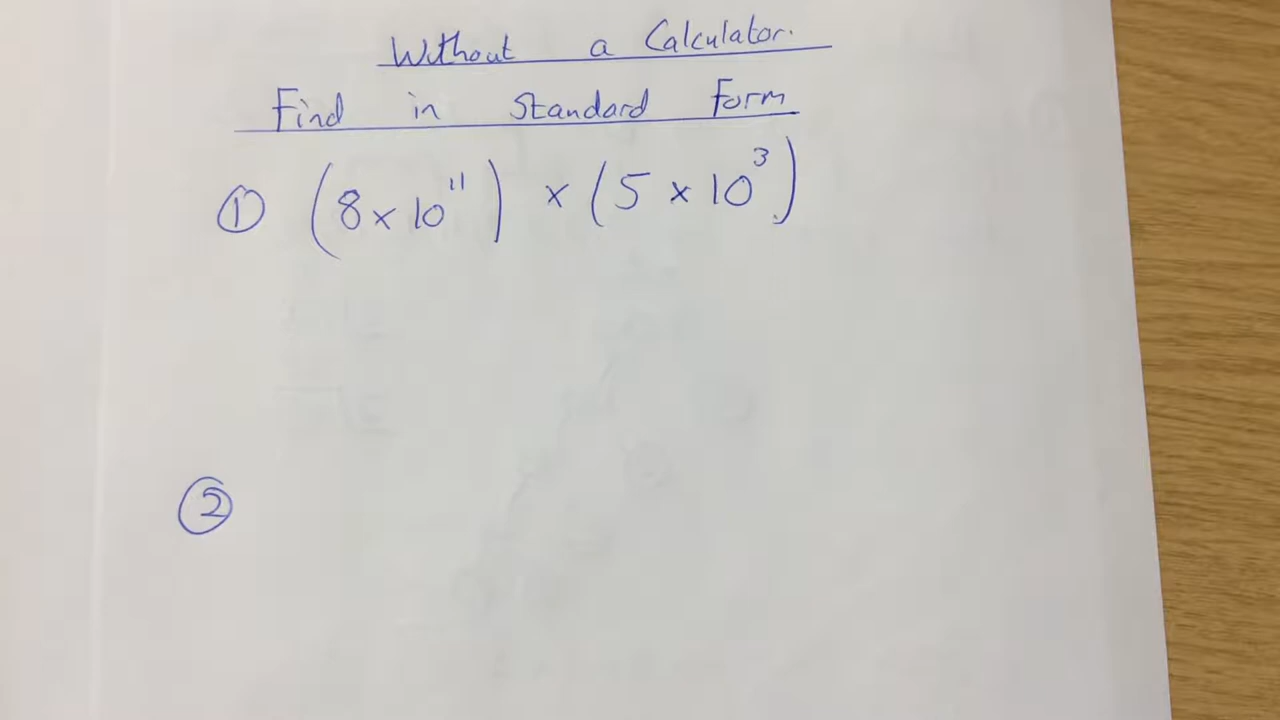 Without a Calculator.
Find in Standard Form
① (8 × 10¹¹) × (5 × 10³)
②